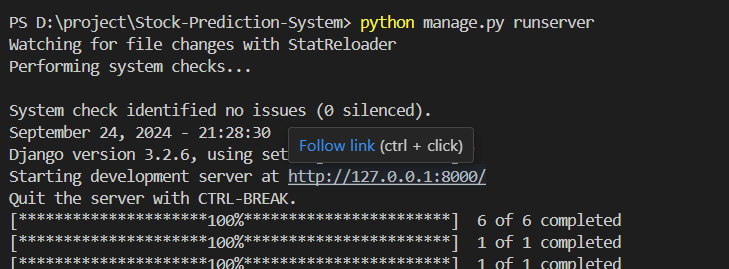 PS D:\project\Stock-Prediction-System> python manage.py runserver
Watching for file changes with StatReloader
Performing system checks...
System check identified no issues (0 silenced).
September 24, 2024 - 21:28:30
Follow link (ctrl + click)
Django version 3.2.6, using
Starting development server at http://127.0.0.1:8000/
Quit the server with CTRL-BREAK.
[*********************100%***********************]  6 of 6 completed
[*********************100%***********************]  1 of 1 completed
[*********************100%***********************]  1 of 1 completed